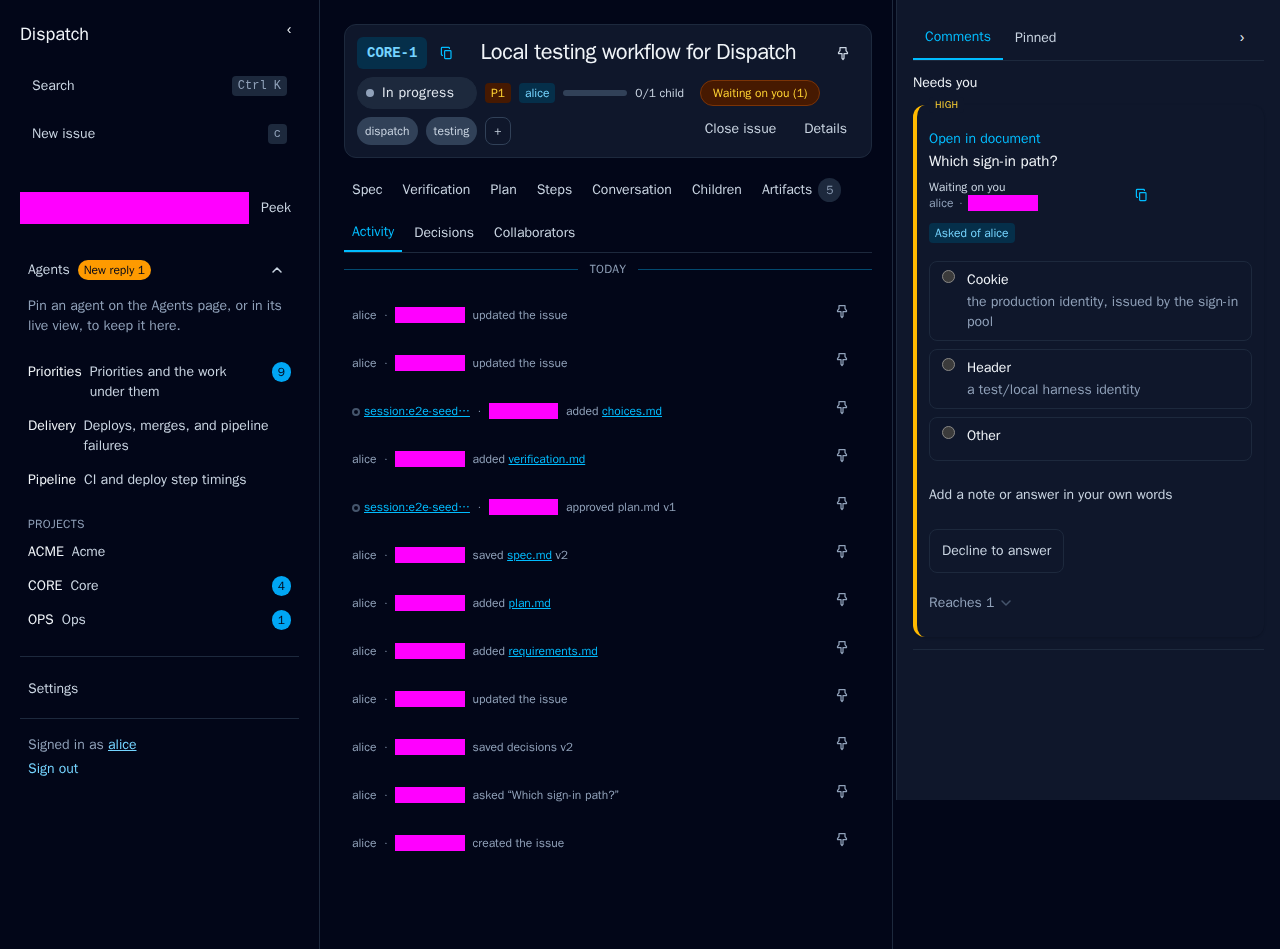 Dispatch
Search
Ctrl K
New issue
C
Peek
Agents
New reply 1
Pin an agent on the Agents page, or in its
live view, to keep it here.
Priorities Priorities and the work
under them
9
Delivery Deploys, merges, and pipeline
failures
Pipeline CI and deploy step timings
PROJECTS
ACME Acme
CORE Core
4
OPS Ops
1
Settings
Signed in as alice
Sign out
CORE-1
Local testing workflow for Dispatch
In progress
P1
alice
0/1 child
Waiting on you (1)
dispatch
testing
+
Close issue
Details
Spec
Verification
Plan
Steps
Conversation
Children
Artifacts
5
Activity
Decisions
Collaborators
TODAY
alice · updated the issue
alice · updated the issue
session:e2e-seed… · added choices.md
alice · added verification.md
session:e2e-seed… · approved plan.md v1
alice · saved spec.md v2
alice · added plan.md
alice · added requirements.md
alice · updated the issue
alice · saved decisions v2
alice · asked “Which sign-in path?”
alice · created the issue
Comments
Pinned
Needs you
HIGH
Open in document
Which sign-in path?
Waiting on you
alice ·
Asked of alice
Cookie
the production identity, issued by the sign-in
pool
Header
a test/local harness identity
Other
Add a note or answer in your own words
Decline to answer
Reaches 1